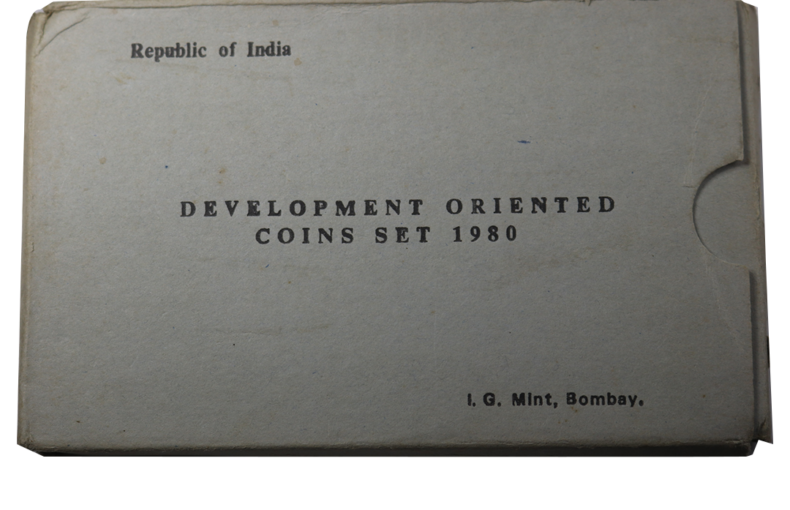 Republic of India
DEVELOPMENT ORIENTED
COINS SET 1980
I. G. Mint, Bombay.